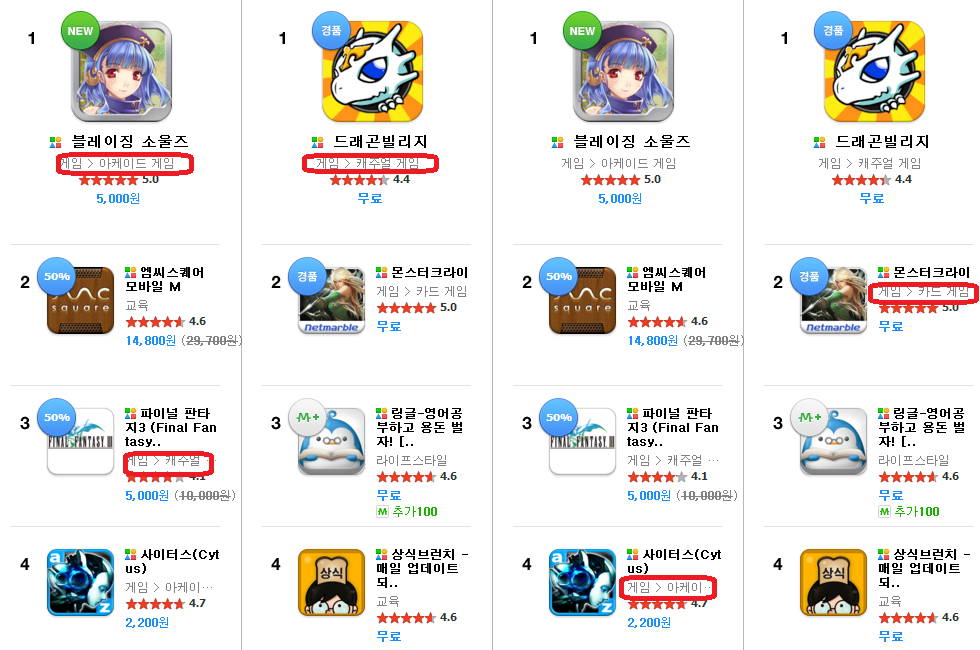 1
NEW
블레이징 소울즈
게임 > 아케이드 게임
5.0
5,000원
2
50%
mc
square
엠씨스퀘어
모바일 M
교육
4.6
14,800원 (29,700원)
3
50%
FINAL FANTASY III
파이널 판타
지3 (Final Fan
tasy..
게임 > 캐주얼 ...
4.1
5,000원 (10,000원)
4
a
z
사이터스(Cyt
us)
게임 > 아케이...
4.7
2,200원
1
경품
드래곤빌리지
게임 > 캐주얼 게임
4.4
무료
2
경품
Netmarble
몬스터크라이
게임 > 카드 게임
5.0
무료
3
M+
링글-영어공
부하고 용돈 벌
자! [..
라이프스타일
4.6
무료
M 추가100
4
상식
상식브런치 -
매일 업데이트
되..
교육
4.6
무료
1
NEW
블레이징 소울즈
게임 > 아케이드 게임
5.0
5,000원
2
50%
mc
square
엠씨스퀘어
모바일 M
교육
4.6
14,800원 (29,700원)
3
50%
FINAL FANTASY III
파이널 판타
지3 (Final Fan
tasy..
게임 > 캐주얼 ...
4.1
5,000원 (10,000원)
4
a
z
사이터스(Cyt
us)
게임 > 아케이...
4.7
2,200원
1
경품
드래곤빌리지
게임 > 캐주얼 게임
4.4
무료
2
경품
Netmarble
몬스터크라이
게임 > 카드 게임
5.0
무료
3
M+
링글-영어공
부하고 용돈 벌
자! [..
라이프스타일
4.6
무료
M 추가100
4
상식
상식브런치 -
매일 업데이트
되..
교육
4.6
무료